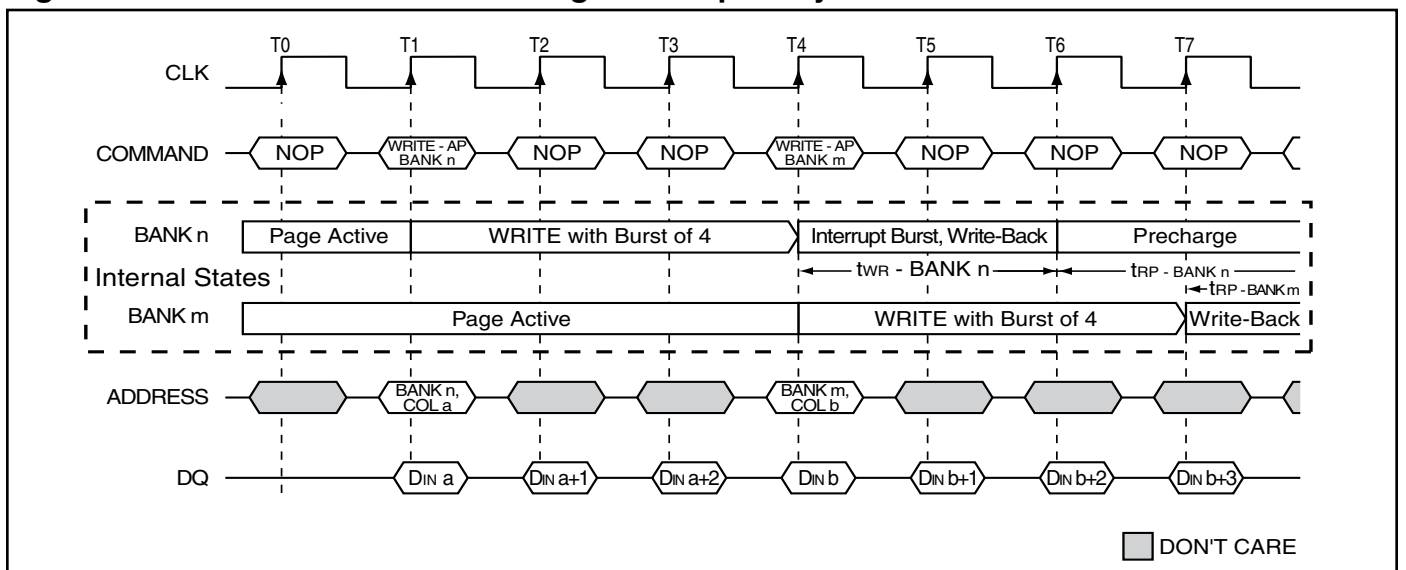 T0 T1 T2 T3 T4 T5 T6 T7
CLK
COMMAND NOP WRITE - AP BANK n NOP NOP WRITE - AP BANK m NOP NOP NOP
BANK n Page Active WRITE with Burst of 4 Interrupt Burst, Write-Back Precharge
Internal States tWR - BANK n tRP - BANK n
tRP - BANK m
BANK m Page Active WRITE with Burst of 4 Write-Back
ADDRESS BANK n, COL a BANK m, COL b
DQ DIN a DIN a+1 DIN a+2 DIN b DIN b+1 DIN b+2 DIN b+3
DON'T CARE